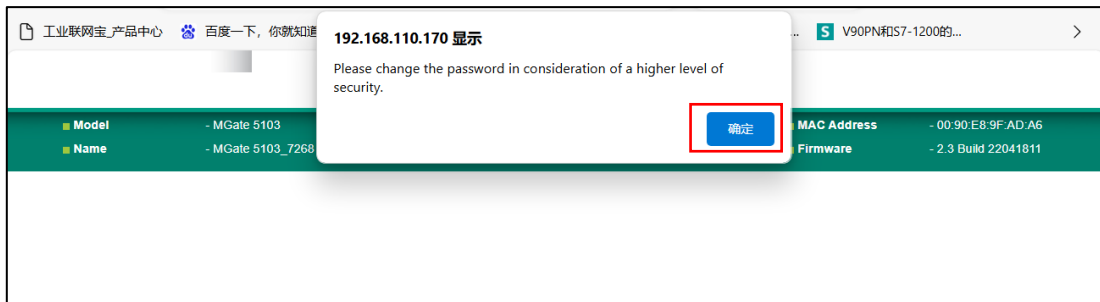 工业联网宝_产品中心
百度一下，你就知道
...
V90PN和S7-1200的...
192.168.110.170 显示
Please change the password in consideration of a higher level of
security.
确定
Model - MGate 5103 MAC Address - 00:90:E8:9F:AD:A6
Name - MGate 5103_7268 Firmware - 2.3 Build 22041811